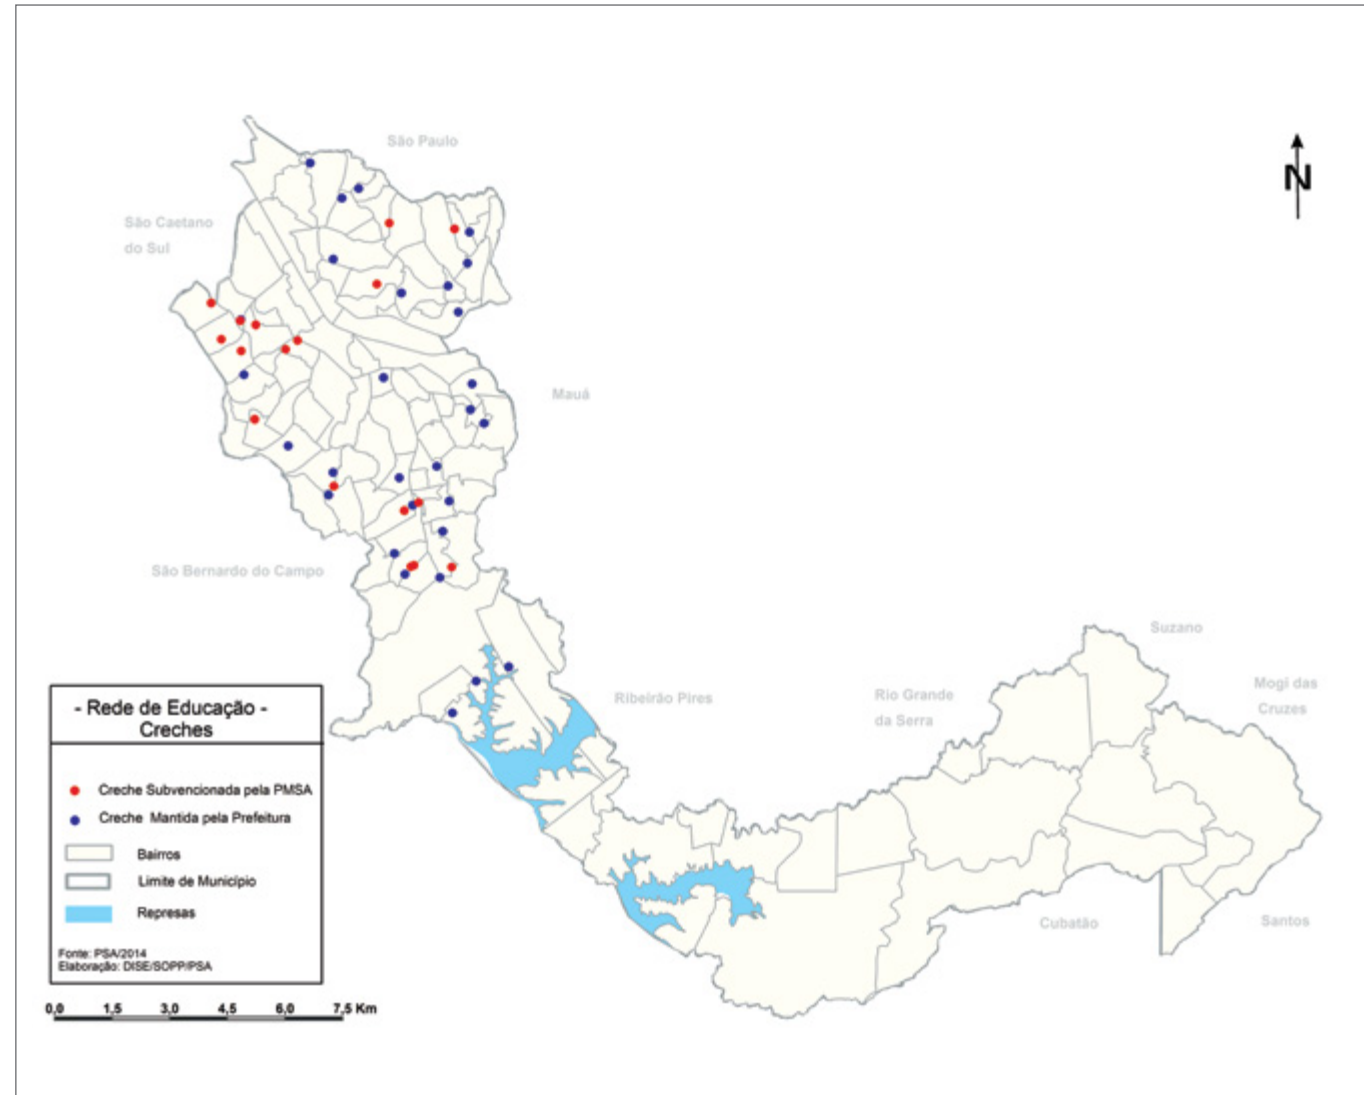 São Paulo
N
São Caetano
do Sul
Mauá
São Bernardo do Campo
Suzano
Ribeirão Pires
Rio Grande
da Serra
Mogi das
Cruzes
Cubatão
Santos
- Rede de Educação -
Creches
Creche Subvencionada pela PMSA
Creche Mantida pela Prefeitura
Bairros
Limite de Município
Represas
Fonte: PSA/2014
Elaboração: DISE/SOPP/PSA
0,0 1,5 3,0 4,5 6,0 7,5 Km